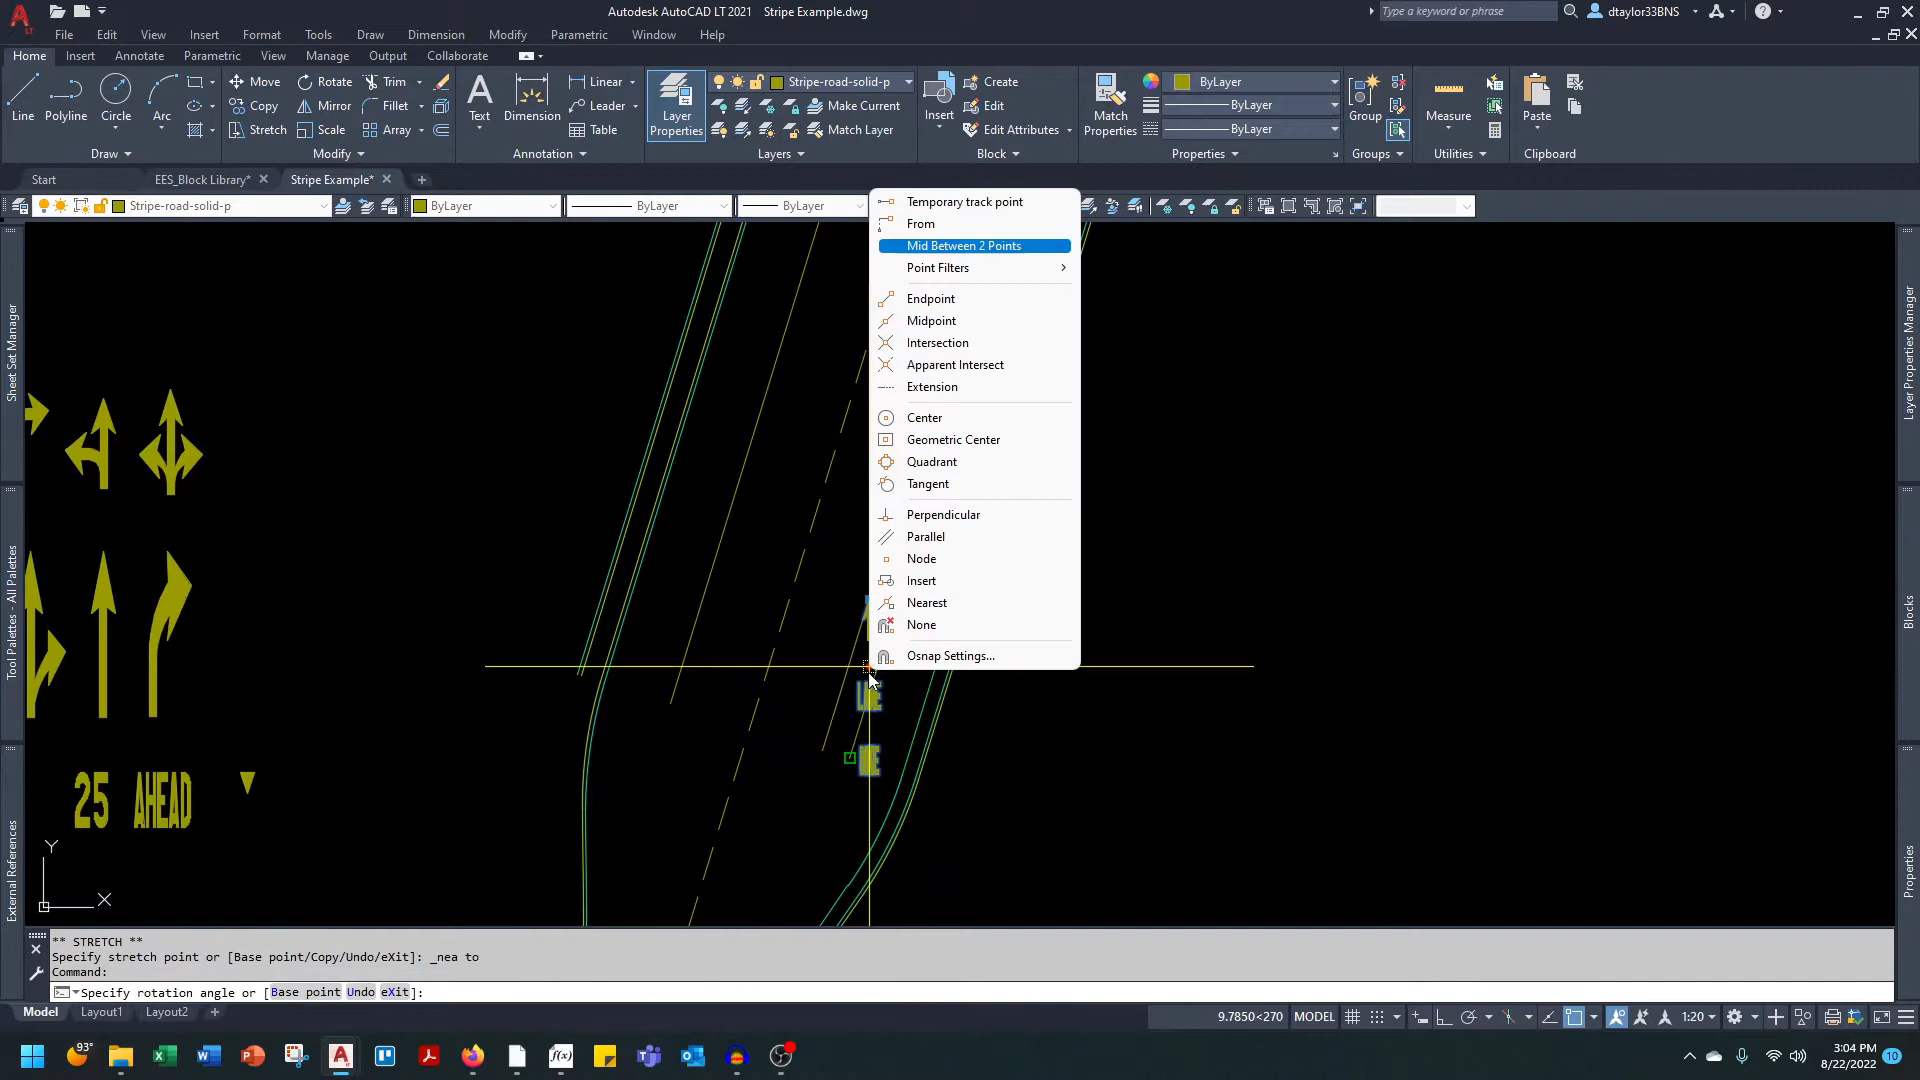 Autodesk AutoCAD LT 2021 Stripe Example.dwg
Type a keyword or phrase
dtaylor33BNS
LT
File Edit View Insert Format Tools Draw Dimension Modify Parametric Window Help
Home Insert Annotate Parametric View Manage Output Collaborate
Line Polyline Circle Arc
Move Rotate Trim
Copy Mirror Fillet
Stretch Scale Array
Text Dimension
Linear
Leader
Table
Layer Properties
Stripe-road-solid-p
Make Current
Match Layer
Insert
Create
Edit
Edit Attributes
Match Properties
ByLayer
ByLayer
ByLayer
Group
Measure
Paste
Draw Modify Annotation Layers Block Properties Groups Utilities Clipboard
Start EES_Block Library* Stripe Example*
Stripe-road-solid-p ByLayer ByLayer ByLayer
Temporary track point
From
Mid Between 2 Points
Point Filters
Endpoint
Midpoint
Intersection
Apparent Intersect
Extension
Center
Geometric Center
Quadrant
Tangent
Perpendicular
Parallel
Node
Insert
Nearest
None
Osnap Settings...
Sheet Set Manager
Tool Palettes - All Palettes
External References
Layer Properties Manager
Blocks
Properties
25 AHEAD
Y
X
** STRETCH **
Specify stretch point or [Base point/Copy/Undo/eXit]: _nea to
Command:
Specify rotation angle or [Base point Undo eXit]:
Model Layout1 Layout2
9.7850<270 MODEL 1:20
93°
3:04 PM
8/22/2022
10